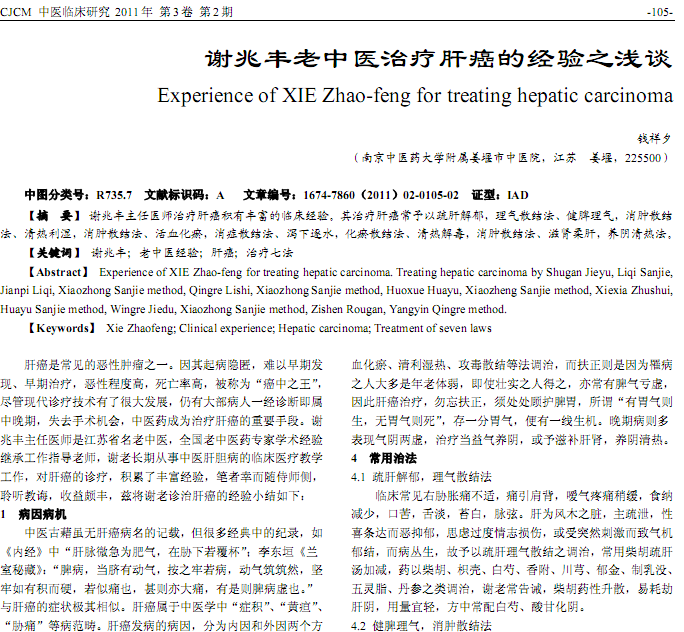 CJCM 中医临床研究 2011年 第3卷 第2期 -105-
谢兆丰老中医治疗肝癌的经验之浅谈
Experience of XIE Zhao-feng for treating hepatic carcinoma
钱祥夕
（南京中医药大学附属姜堰市中医院，江苏 姜堰，225500）
中图分类号：R735.7 文献标识码：A 文章编号：1674-7860（2011）02-0105-02 证型：IAD
【摘 要】 谢兆丰主任医师治疗肝癌积有丰富的临床经验。其治疗肝癌常予以疏肝解郁，理气散结法、健脾理气，消肿散结
法、清热利湿，消肿散结法、活血化瘀，消症散结法、泻下逐水，化瘀散结法、清热解毒，消肿散结法、滋肾柔肝，养阴清热法。
【关键词】 谢兆丰；老中医经验；肝癌；治疗七法
【Abstract】 Experience of XIE Zhao-feng for treating hepatic carcinoma. Treating hepatic carcinoma by Shugan Jieyu, Liqi Sanjie,
Jianpi Liqi, Xiaozhong Sanjie method, Qingre Lishi, Xiaozhong Sanjie method, Huoxue Huayu, Xiaozheng Sanjie method, Xiexia Zhushui,
Huayu Sanjie method, Wingre Jiedu, Xiaozhong Sanjie method, Zishen Rougan, Yangyin Qingre method.
【Keywords】 Xie Zhaofeng; Clinical experience; Hepatic carcinoma; Treatment of seven laws
肝癌是常见的恶性肿瘤之一。因其起病隐匿，难以早期发
现、早期治疗，恶性程度高，死亡率高，被称为“癌中之王”，
尽管现代诊疗技术有了很大发展，仍有大部病人一经诊断即属
中晚期，失去手术机会，中医药成为治疗肝癌的重要手段。谢
兆丰主任医师是江苏省名老中医，全国老中医药专家学术经验
继承工作指导老师，谢老长期从事中医肝胆病的临床医疗教学
工作，对肝癌的诊疗，积累了丰富经验，笔者幸而随侍师侧，
聆听教诲，收益颇丰，兹将谢老诊治肝癌的经验小结如下：
1 病因病机
中医古藉虽无肝癌病名的记载，但很多经典中的纪录，如
《内经》中“肝脉微急为肥气，在胁下若覆杯”；李东垣《兰
室秘藏》：“脾病，当脐有动气，按之牢若病，动气筑筑然，坚
牢如有积而硬，若似痛也，甚则亦大痛，有是则脾病虚也。”
与肝癌的症状极其相似。肝癌属于中医学中“症积”、“黄疸”、
“胁痛”等病范畴。肝癌发病的病因，分为内因和外因两个方
血化瘀、清利湿热、攻毒散结等法调治，而扶正则是因为罹病
之人大多是年老体弱，即使壮实之人得之，亦常有脾气亏虚，
因此肝癌治疗，勿忘扶正，须处处顾护脾胃，所谓“有胃气则
生，无胃气则死”，存一分胃气，便有一线生机。晚期病则多
表现气阴两虚，治疗当益气养阴，或予滋补肝肾，养阴清热。
4 常用治法
4.1 疏肝解郁，理气散结法
临床常见右胁胀痛不适，痛引肩背，嗳气疼痛稍缓，食纳
减少，口苦，舌淡，苔白，脉弦。肝为风木之脏，主疏泄，性
喜条达而恶抑郁，思虑过度情志损伤，或受突然刺激而致气机
郁结，而病丛生，故予以疏肝理气散结之调治，常用柴胡疏肝
汤加减，药以柴胡、枳壳、白芍、香附、川芎、郁金、制乳没、
五灵脂、丹参之类调治，谢老常告诫，柴胡药性升散，易耗劫
肝阴，用量宜轻，方中常配白芍、酸甘化阴。
4.2 健脾理气，消肿散结法